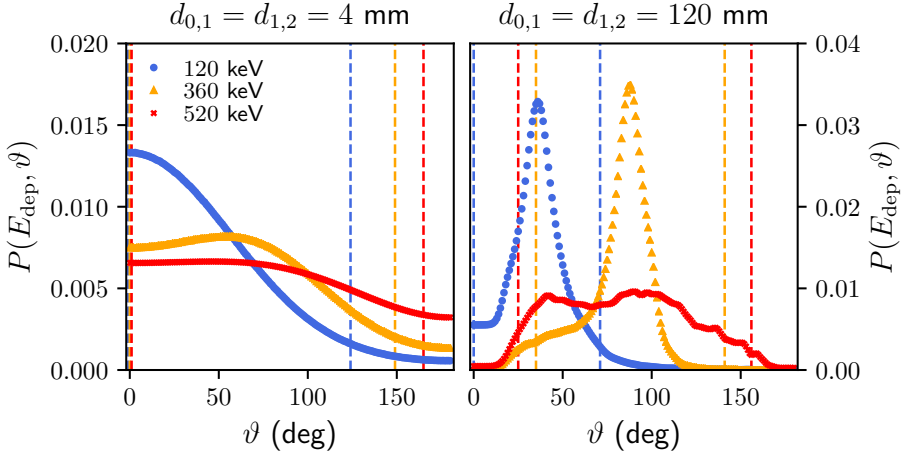 d₀,₁ = d₁,₂ = 4 mm
d₀,₁ = d₁,₂ = 120 mm
0.020
0.015
0.010
0.005
0.000
P(E_dep, ϑ)
120 keV
360 keV
520 keV
0 50 100 150
ϑ (deg)
0.04
0.03
0.02
0.01
0.00
P(E_dep, ϑ)
0 50 100 150
ϑ (deg)